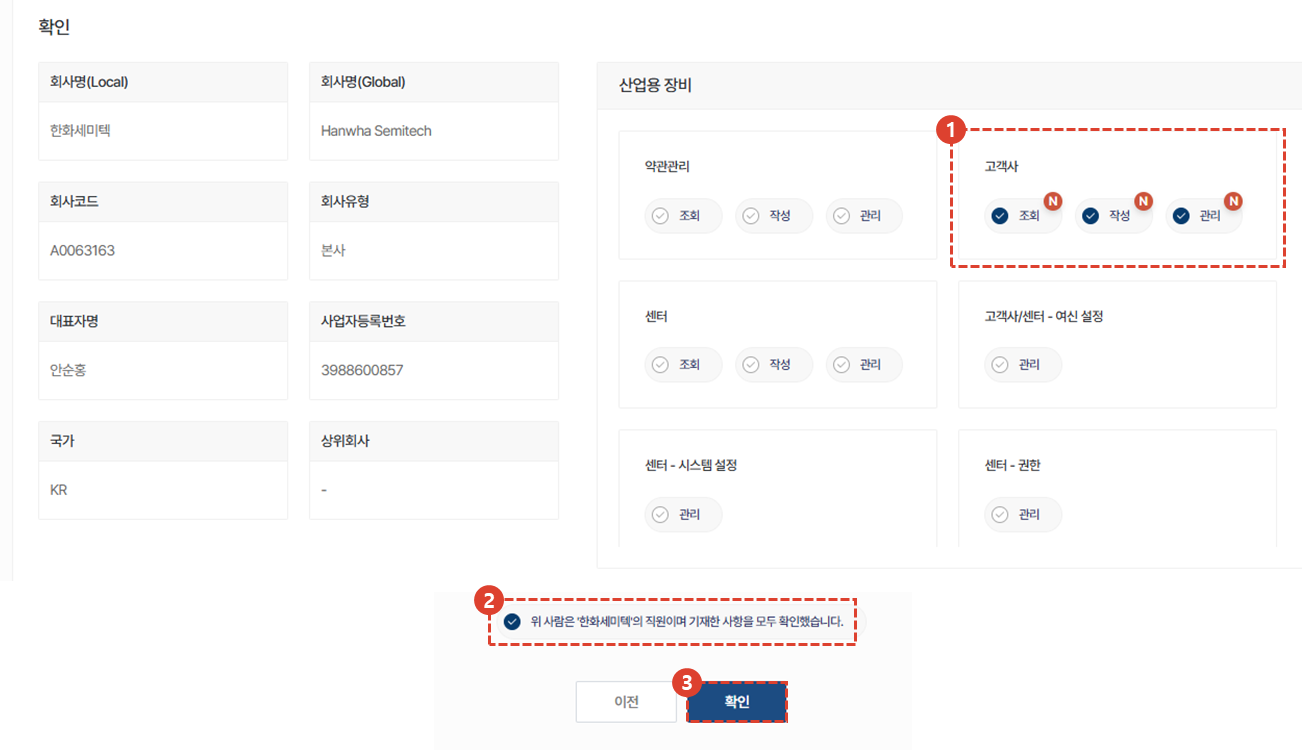 확인
회사명(Local)
한화세미텍
회사명(Global)
Hanwha Semitech
회사코드
A0063163
회사유형
본사
대표자명
안순홍
사업자등록번호
3988600857
국가
KR
상위회사
-
산업용 장비
약관관리
조회 작성 관리
1
고객사
조회 N 작성 N 관리 N
센터
조회 작성 관리
고객사/센터 - 여신 설정
관리
센터 - 시스템 설정
관리
센터 - 권한
관리
2
위 사람은 '한화세미텍'의 직원이며 기재한 사항을 모두 확인했습니다.
이전
3
확인